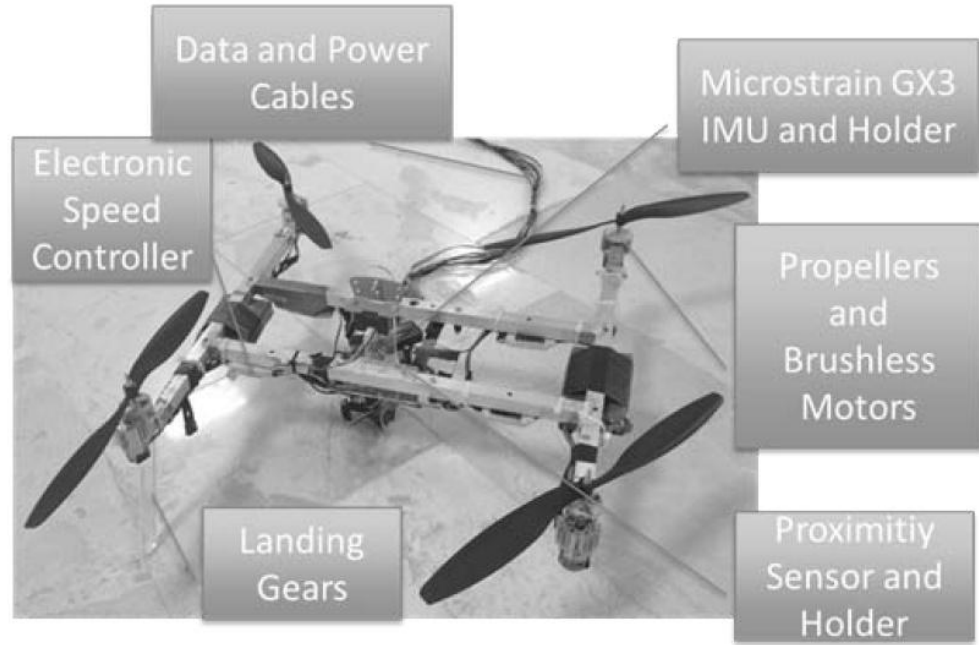 Data and Power
Cables
Microstrain GX3
IMU and Holder
Electronic
Speed
Controller
Propellers
and
Brushless
Motors
Landing
Gears
Proximitiy
Sensor and
Holder